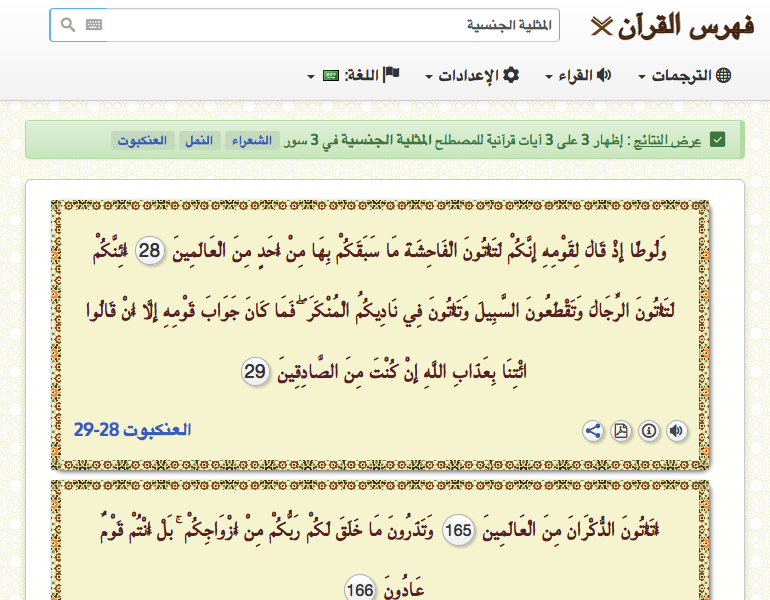 فهرس القرآن
المثلية الجنسية
الترجمات القراء الإعدادات اللغة:
عرض النتائج : إظهار 3 على 3 آيات قرآنية للمصطلح المثلية الجنسية في 3 سور الشعراء النمل العنكبوت
وَلُوطًا إِذْ قَالَ لِقَوْمِهِ إِنَّكُمْ لَتَأْتُونَ الْفَاحِشَةَ مَا سَبَقَكُمْ بِهَا مِنْ أَحَدٍ مِنَ الْعَالَمِينَ 28 أَئِنَّكُمْ
لَتَأْتُونَ الرِّجَالَ وَتَقْطَعُونَ السَّبِيلَ وَتَأْتُونَ فِي نَادِيكُمُ الْمُنْكَرَ ۖ فَمَا كَانَ جَوَابَ قَوْمِهِ إِلَّا أَنْ قَالُوا
ائْتِنَا بِعَذَابِ اللَّهِ إِنْ كُنْتَ مِنَ الصَّادِقِينَ 29
العنكبوت 28-29
أَتَأْتُونَ الذُّكْرَانَ مِنَ الْعَالَمِينَ 165 وَتَذَرُونَ مَا خَلَقَ لَكُمْ رَبُّكُمْ مِنْ أَزْوَاجِكُمْ ۚ بَلْ أَنْتُمْ قَوْمٌ
عَادُونَ 166